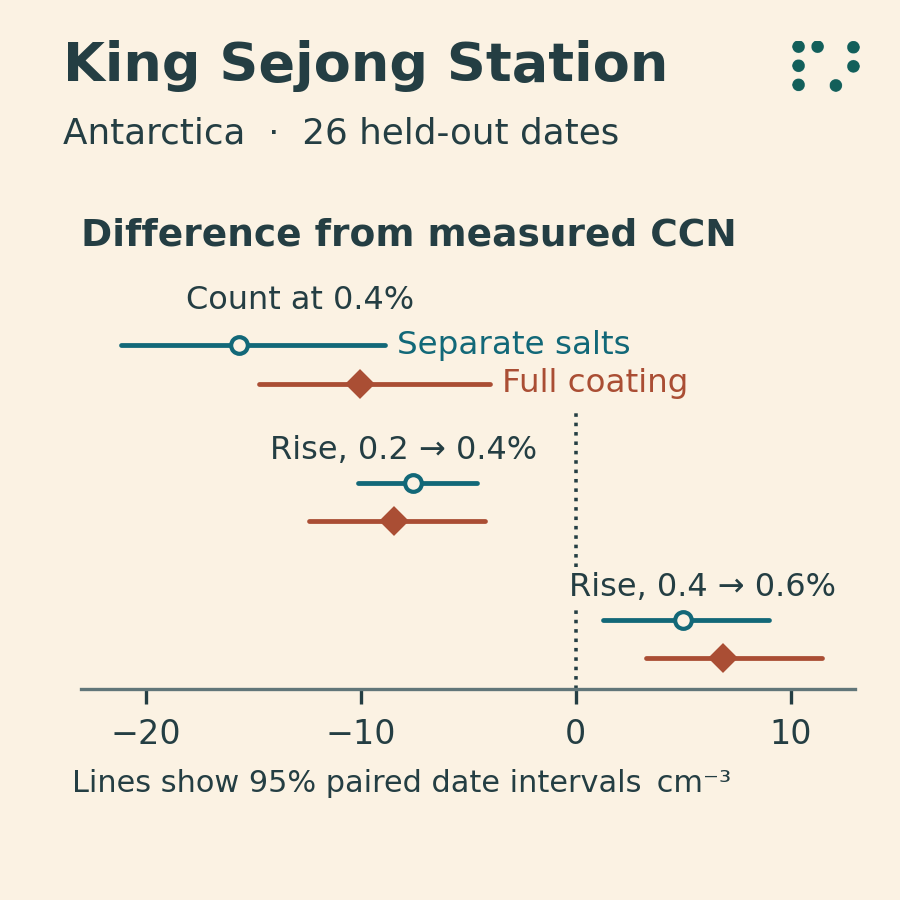 King Sejong Station
Antarctica · 26 held-out dates
Difference from measured CCN
Count at 0.4%
Separate salts
Full coating
Rise, 0.2 → 0.4%
Rise, 0.4 → 0.6%
−20 −10 0 10
Lines show 95% paired date intervals cm⁻³